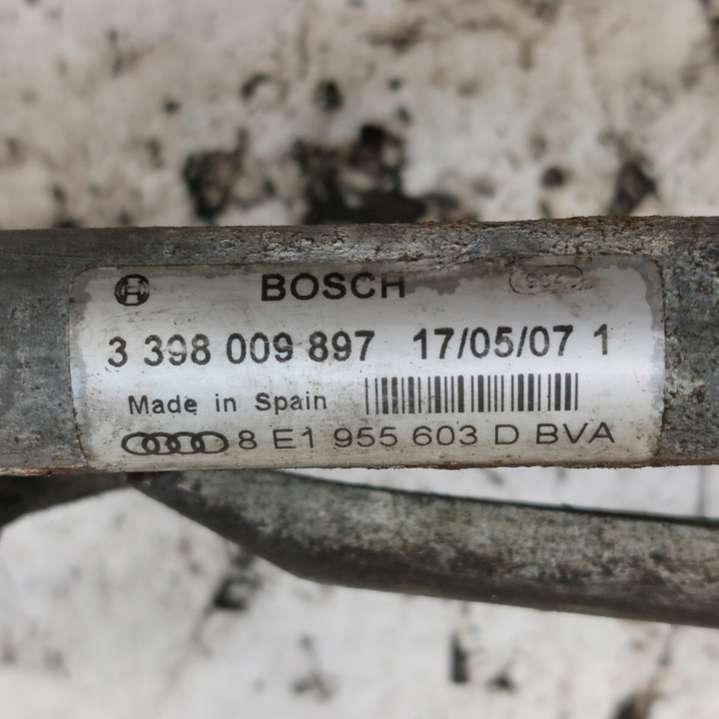 BOSCH
3 398 009 897 17/05/07 1
Made in Spain
8 E1 955 603 D BVA